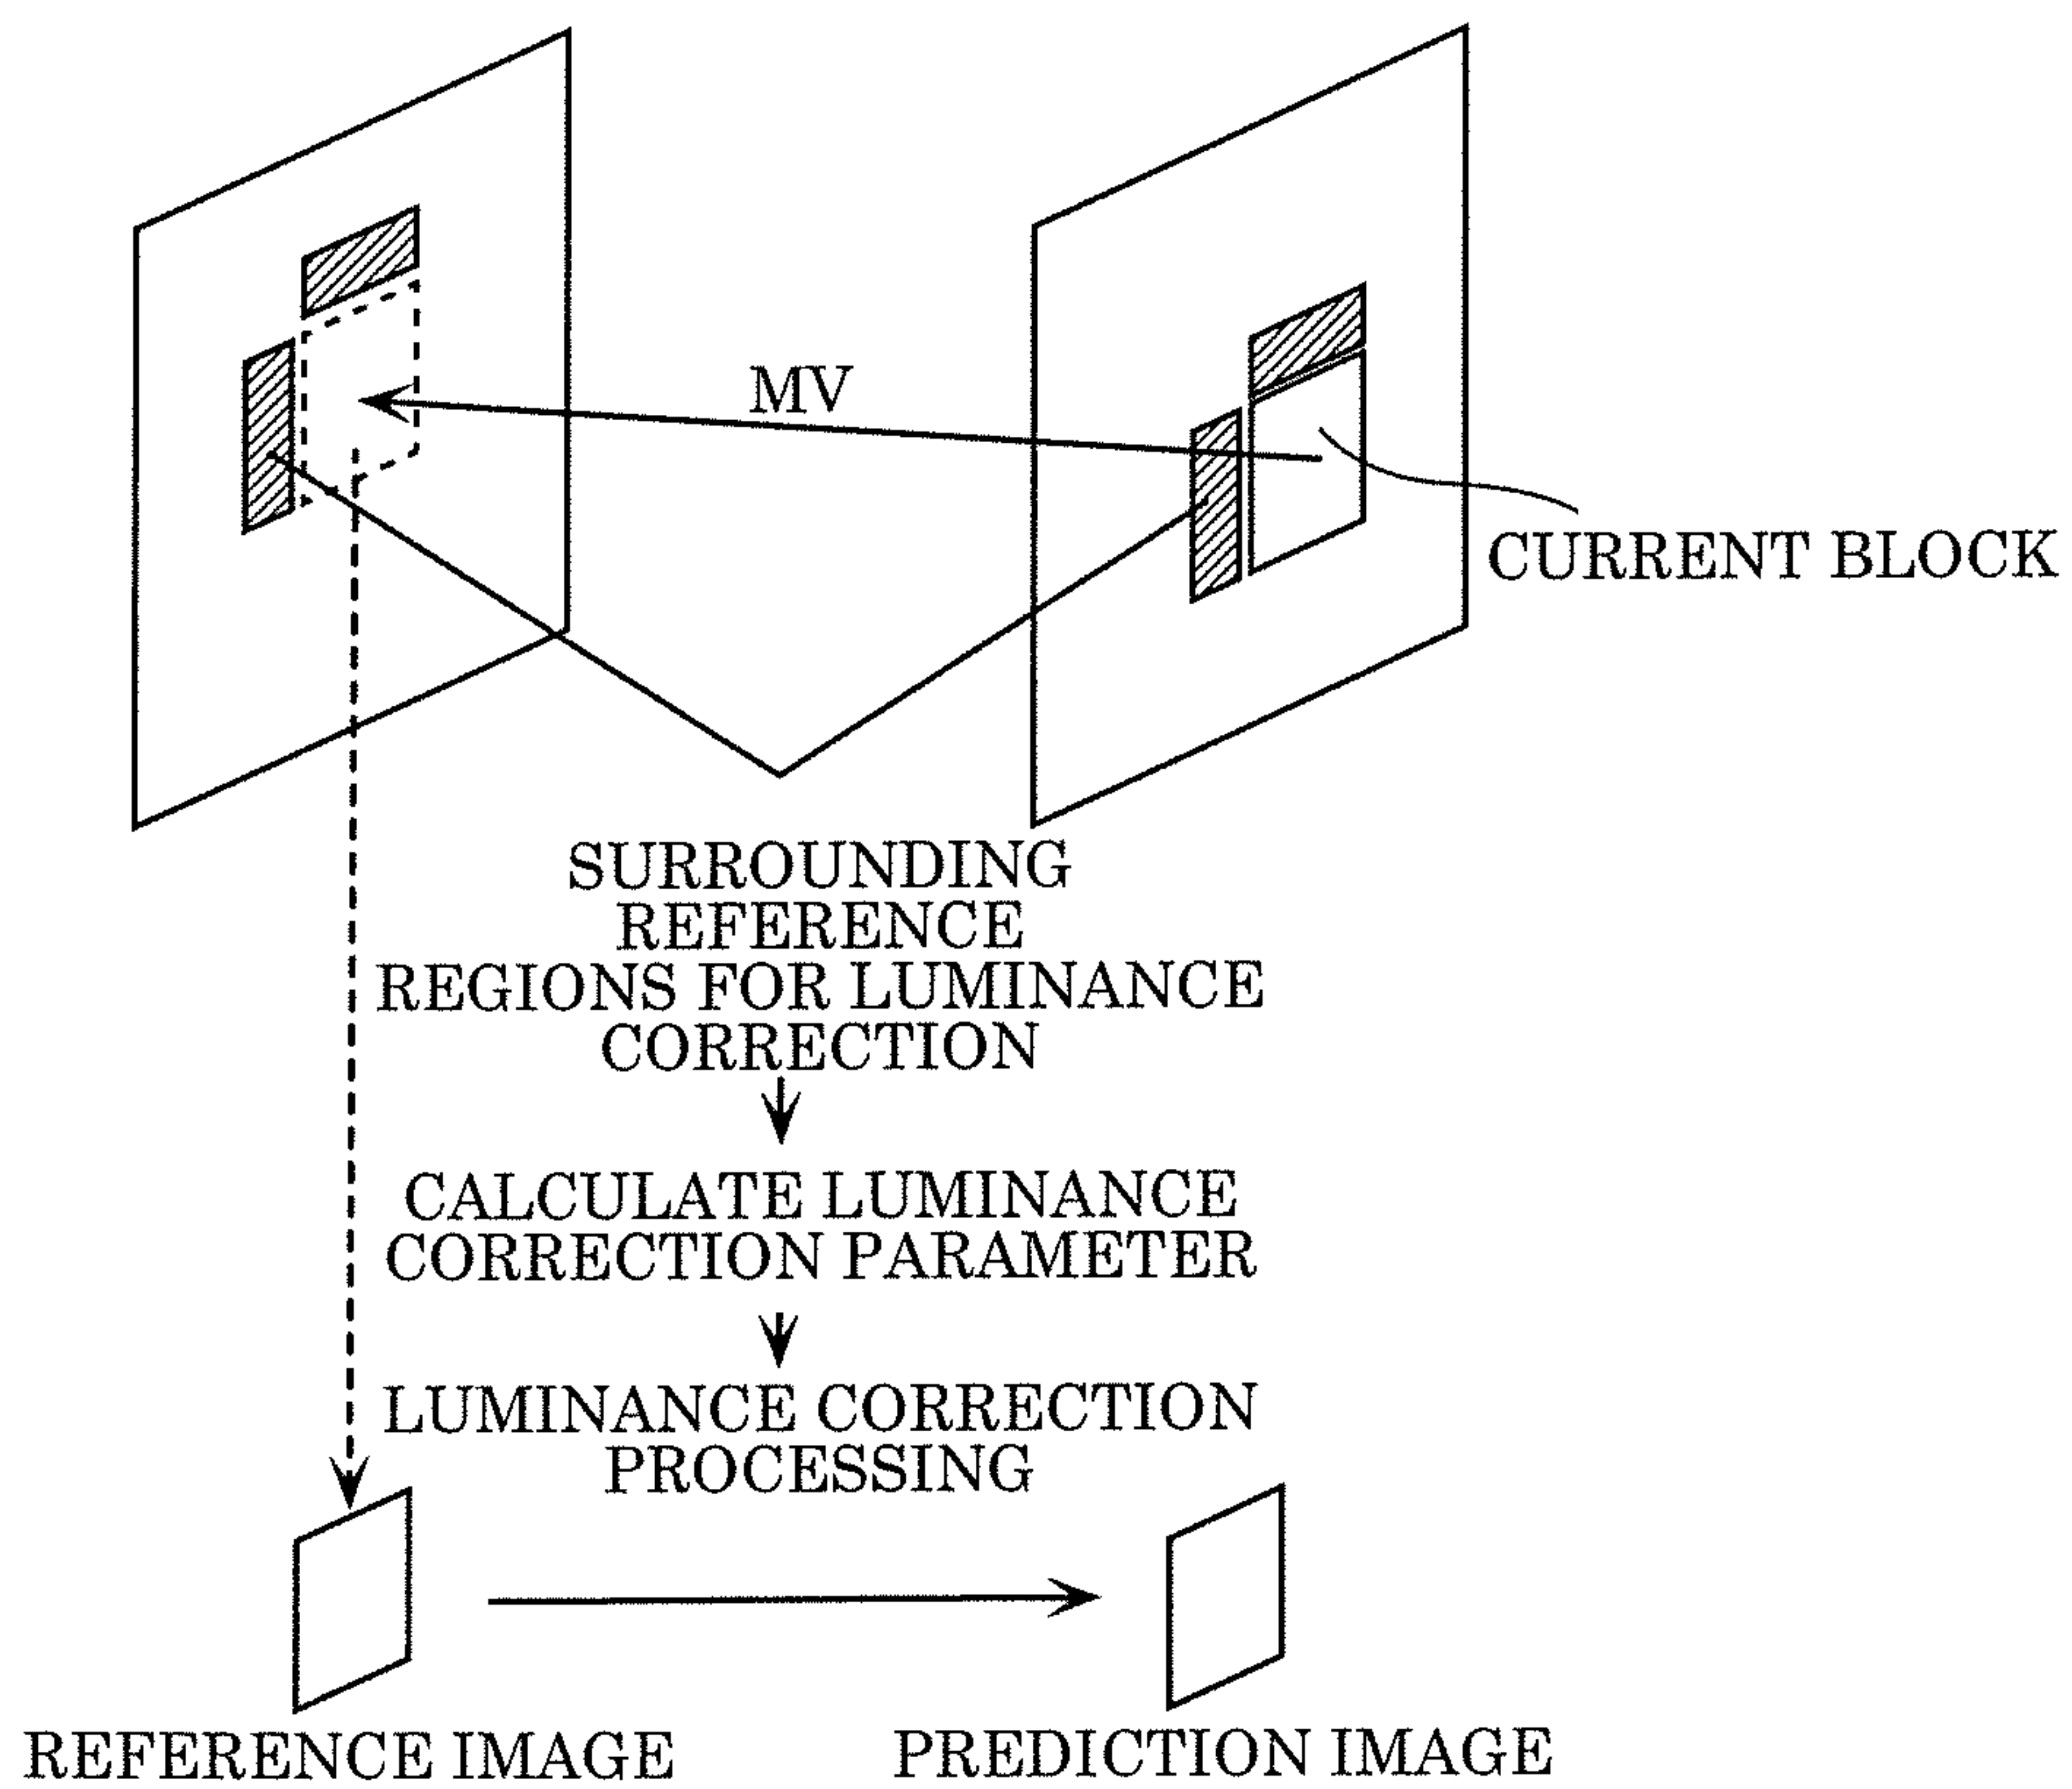 MV
CURRENT BLOCK
SURROUNDING
REFERENCE
REGIONS FOR LUMINANCE
CORRECTION
CALCULATE LUMINANCE
CORRECTION PARAMETER
LUMINANCE CORRECTION
PROCESSING
REFERENCE IMAGE
PREDICTION IMAGE